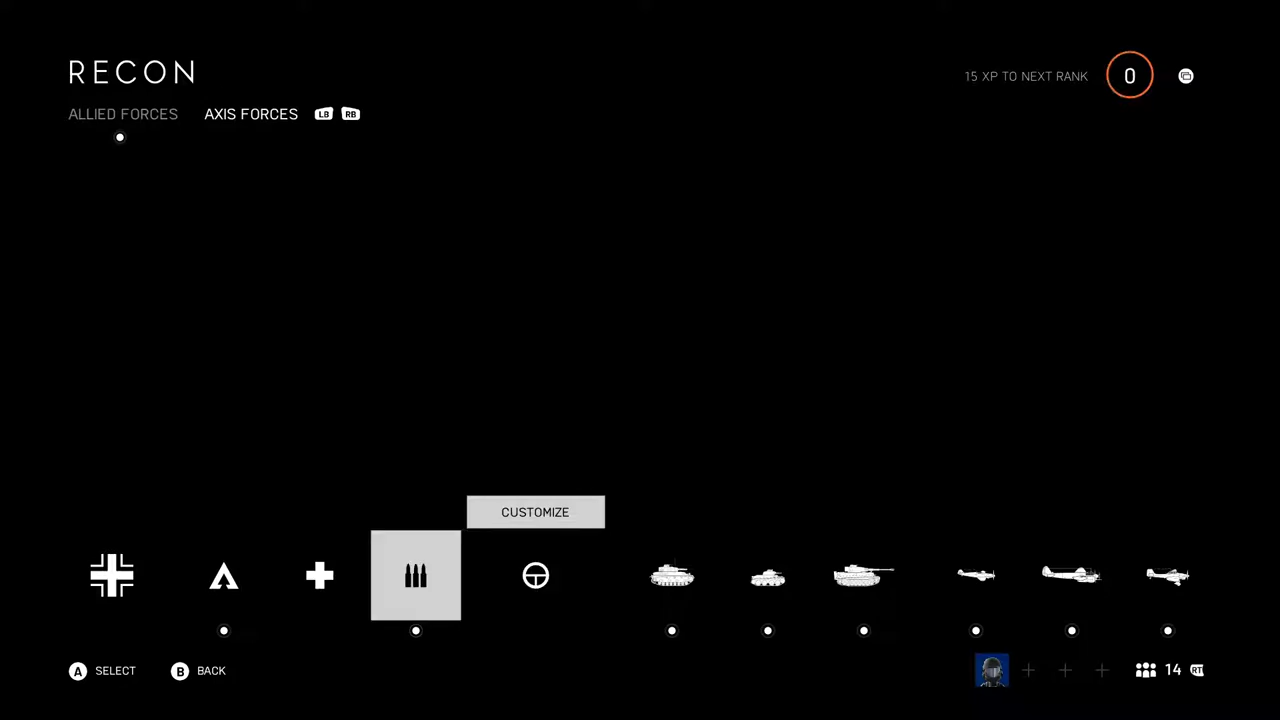 RECON
15 XP TO NEXT RANK 0
ALLIED FORCES AXIS FORCES LB RB
CUSTOMIZE
A SELECT B BACK
14 RT